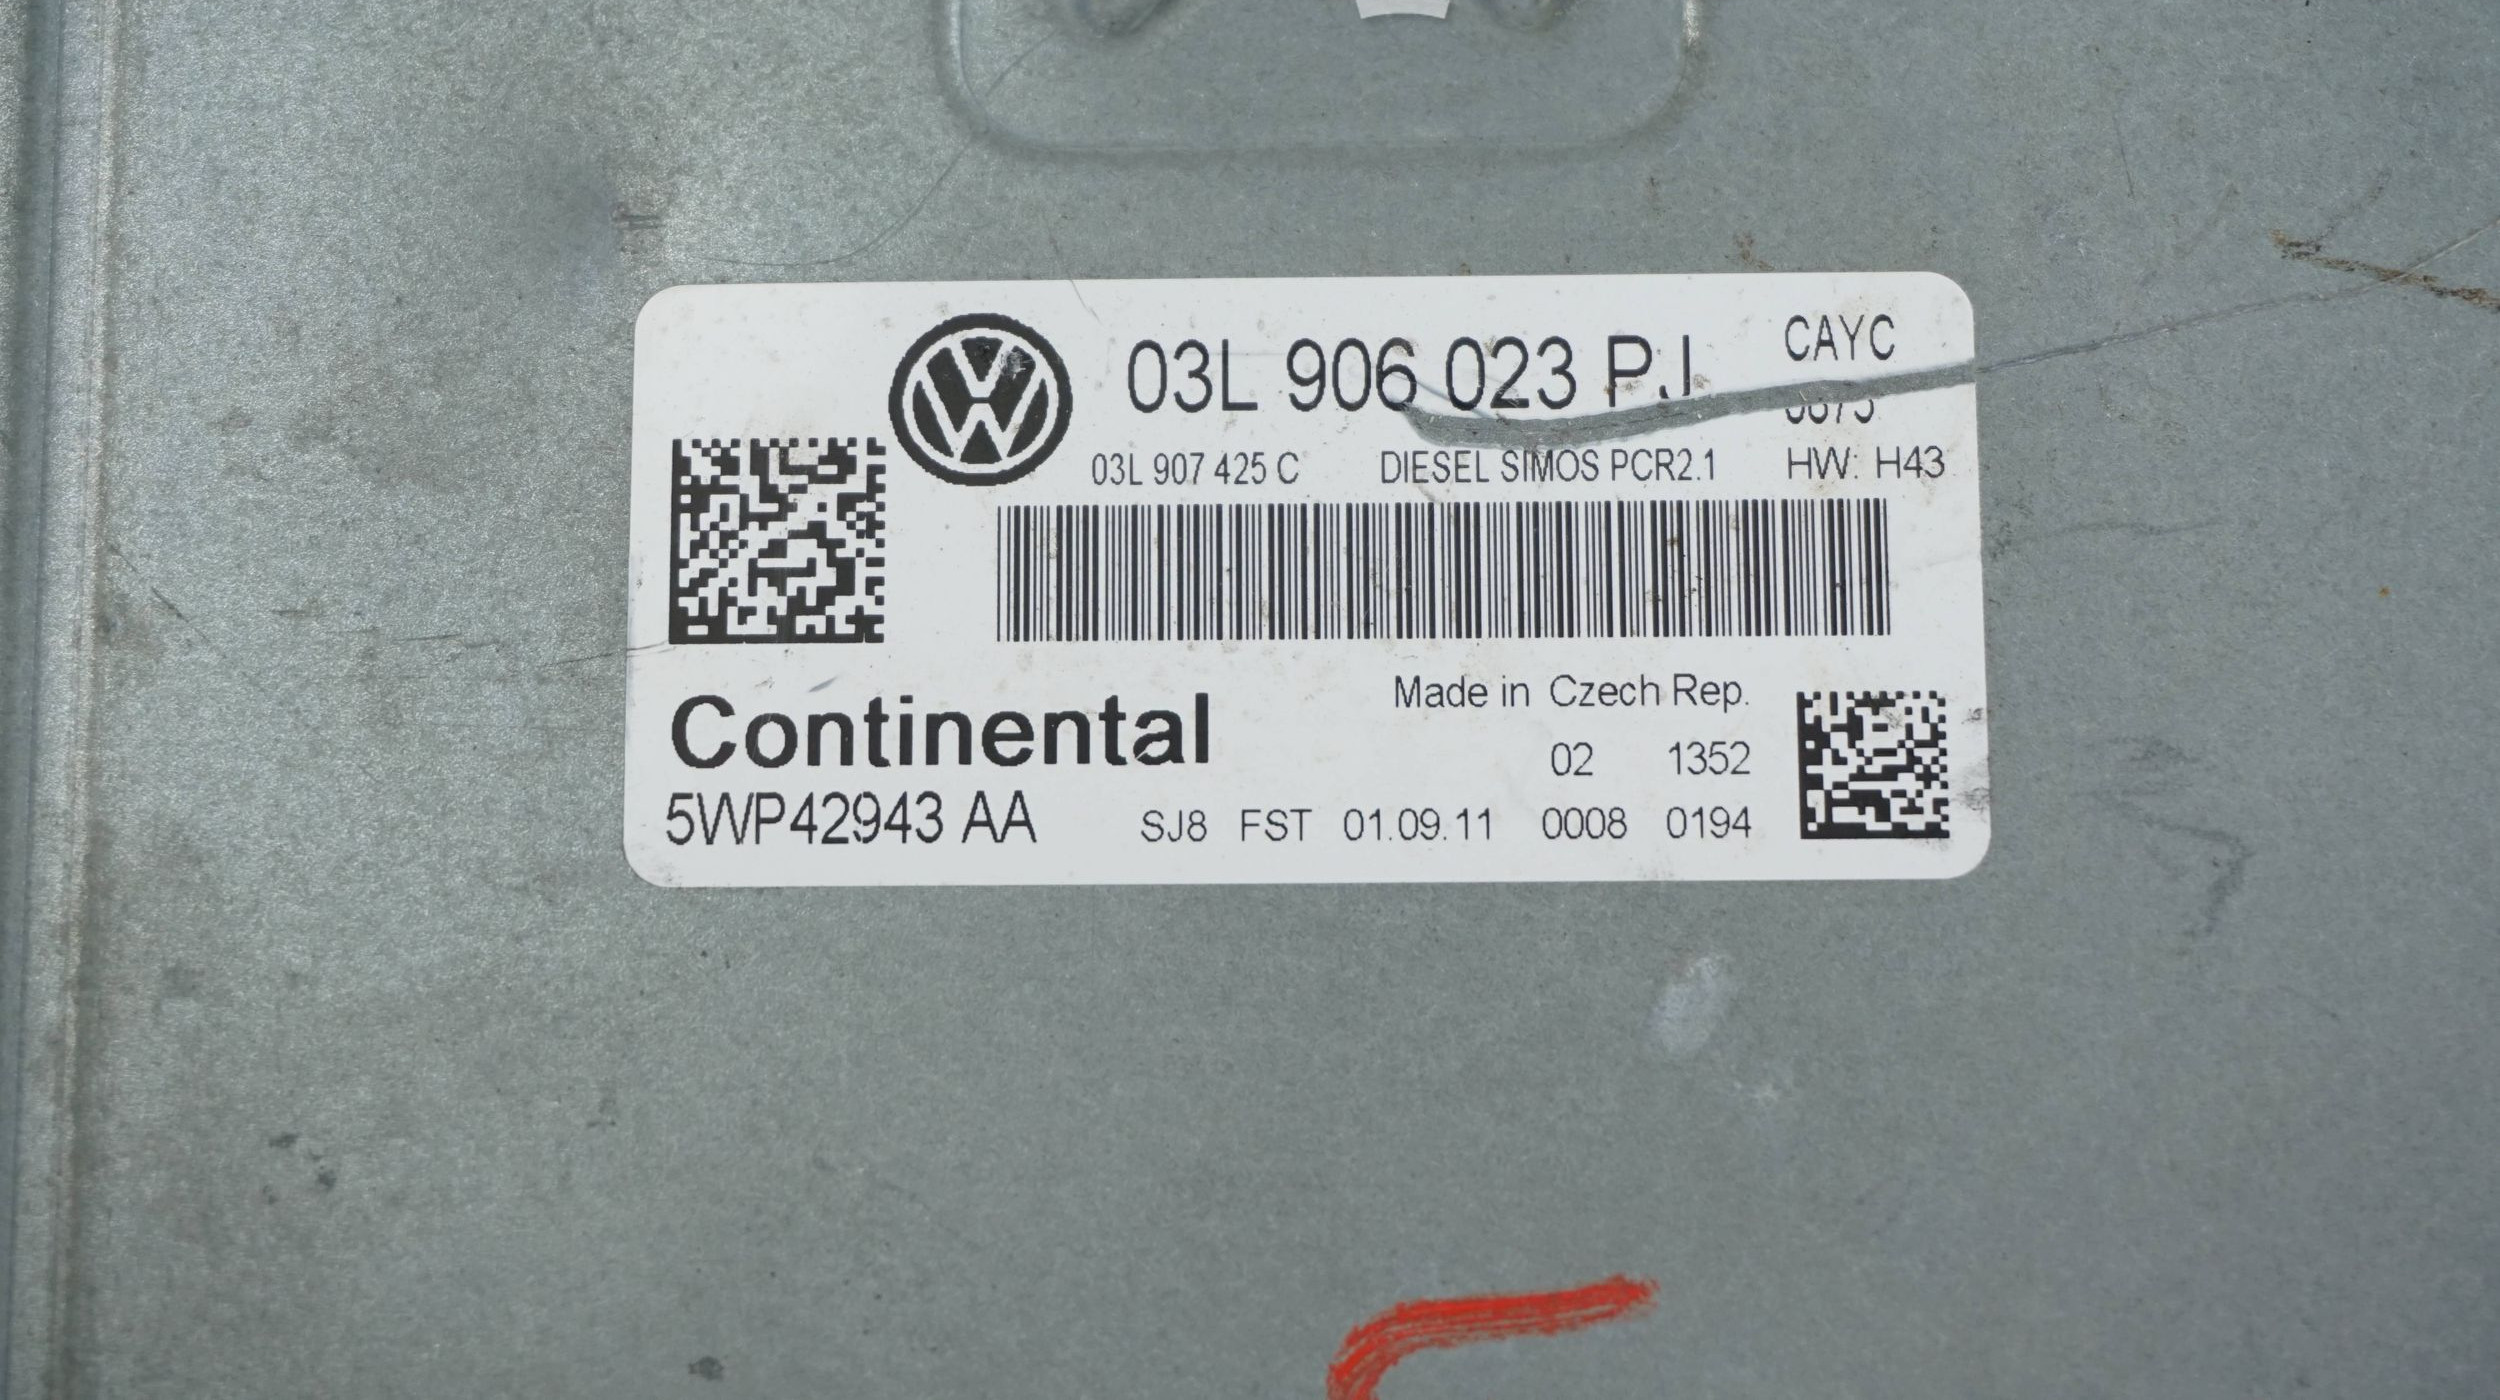 03L 906 023 PJ CAYC
03L 907 425 C DIESEL SIMOS PCR2.1 HW: H43
Continental
Made in Czech Rep.
02 1352
5WP42943 AA SJ8 FST 01.09.11 0008 0194